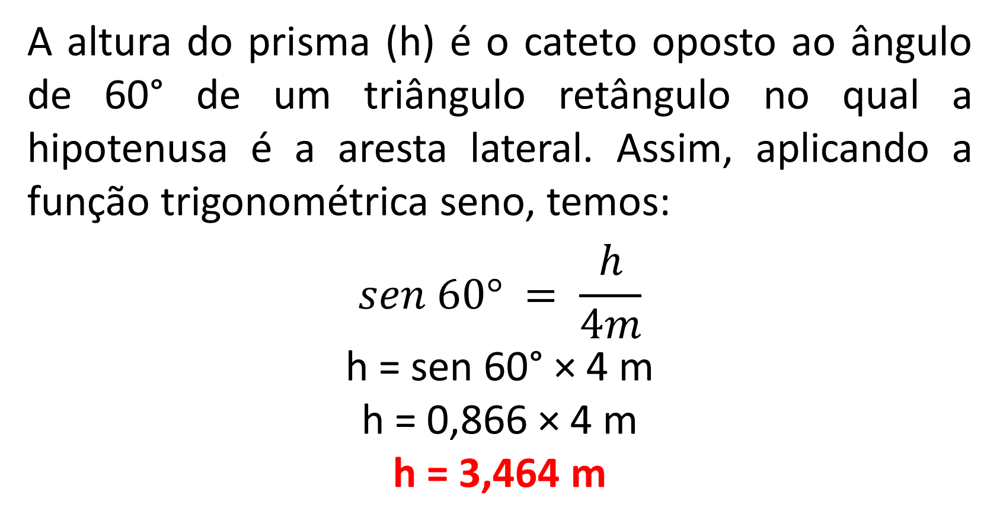 A altura do prisma (h) é o cateto oposto ao ângulo
de 60° de um triângulo retângulo no qual a
hipotenusa é a aresta lateral. Assim, aplicando a
função trigonométrica seno, temos:
sen 60° = h/4m
h = sen 60° × 4 m
h = 0,866 × 4 m
h = 3,464 m